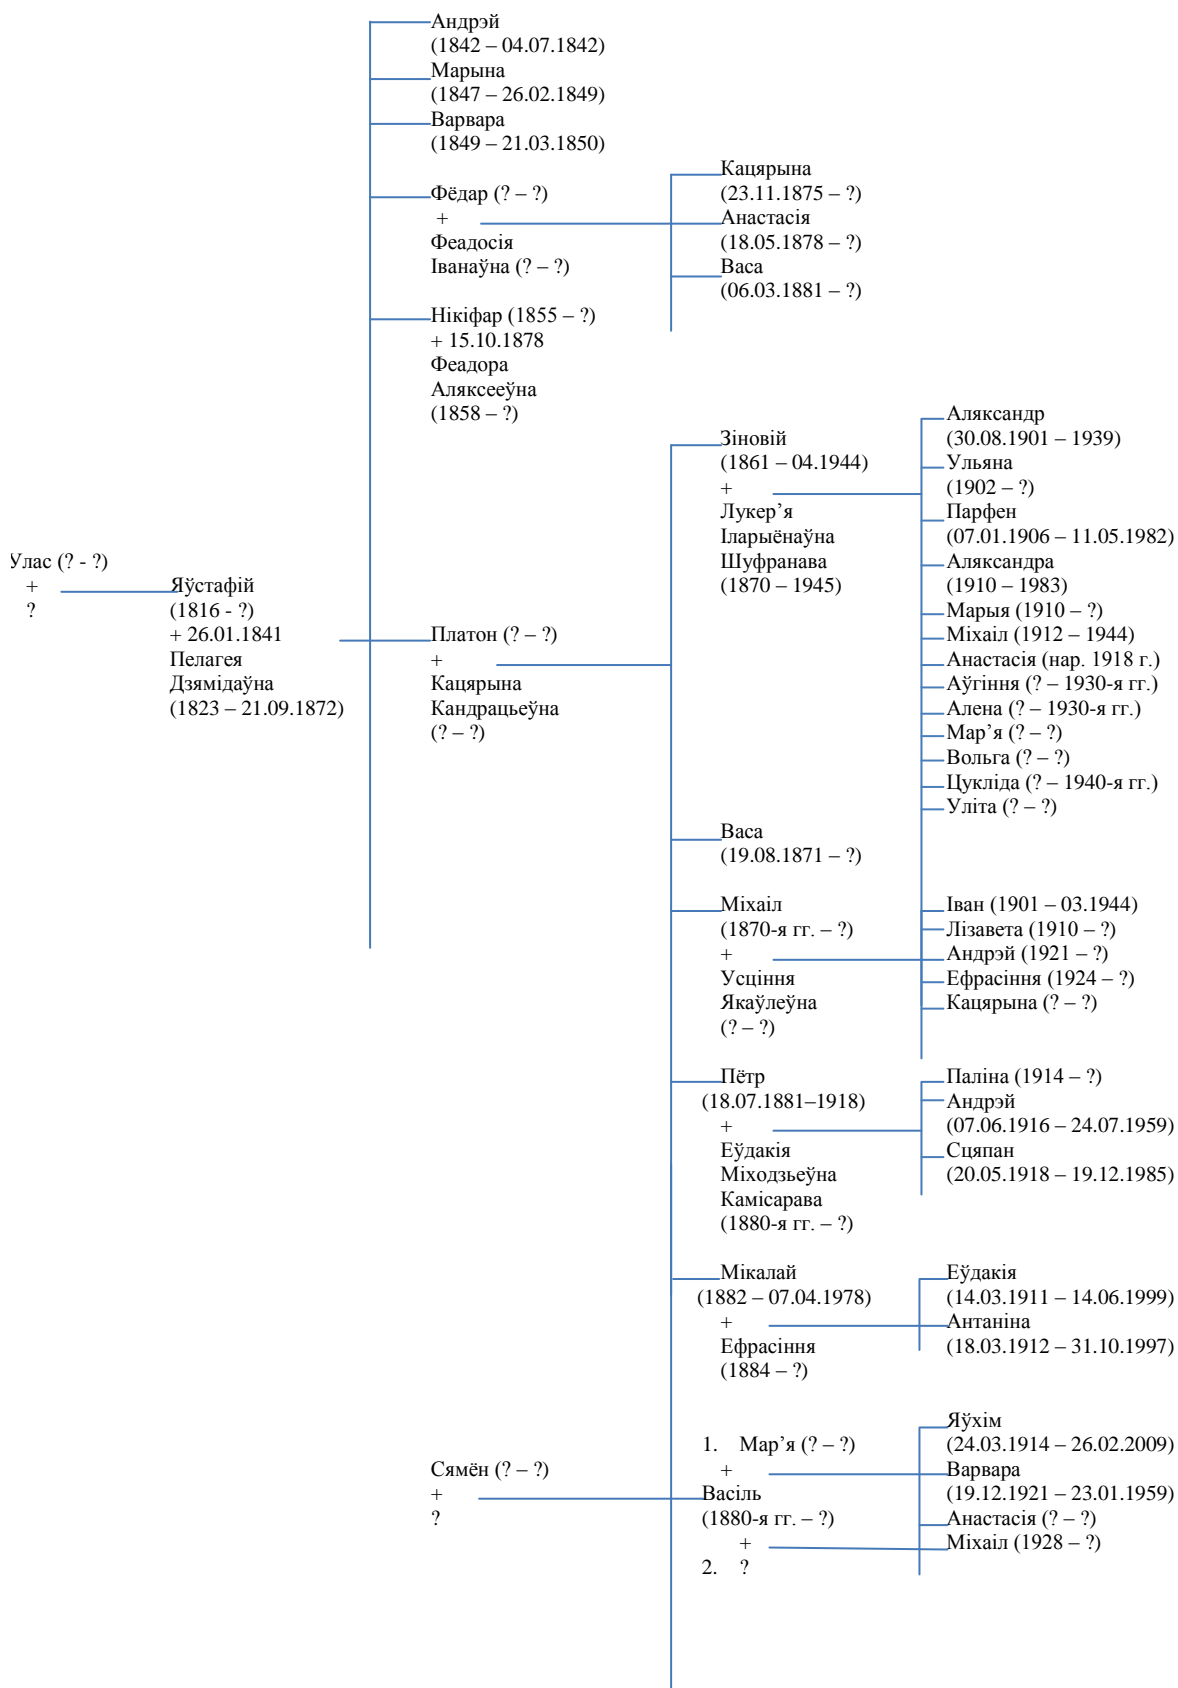 Андрэй
(1842 – 04.07.1842)
Марына
(1847 – 26.02.1849)
Варвара
(1849 – 21.03.1850)
Фёдар (? – ?)
+
Феадосія
Іванаўна (? – ?)
Кацярына
(23.11.1875 – ?)
Анастасія
(18.05.1878 – ?)
Васа
(06.03.1881 – ?)
Нікіфар (1855 – ?)
+ 15.10.1878
Феадора
Аляксееўна
(1858 – ?)
Улас (? - ?)
+
?
Яўстафій
(1816 - ?)
+ 26.01.1841
Пелагея
Дзямідаўна
(1823 – 21.09.1872)
Платон (? – ?)
+
Кацярына
Кандрацьеўна
(? – ?)
Зіновій
(1861 – 04.1944)
+
Лукер’я
Іларыёнаўна
Шуфранава
(1870 – 1945)
Аляксандр
(30.08.1901 – 1939)
Ульяна
(1902 – ?)
Парфен
(07.01.1906 – 11.05.1982)
Аляксандра
(1910 – 1983)
Марыя (1910 – ?)
Міхаіл (1912 – 1944)
Анастасія (нар. 1918 г.)
Аўгіння (? – 1930-я гг.)
Алена (? – 1930-я гг.)
Мар’я (? – ?)
Вольга (? – ?)
Цукліда (? – 1940-я гг.)
Уліта (? – ?)
Васа
(19.08.1871 – ?)
Міхаіл
(1870-я гг. – ?)
+
Усціння
Якаўлеўна
(? – ?)
Іван (1901 – 03.1944)
Лізавета (1910 – ?)
Андрэй (1921 – ?)
Ефрасіння (1924 – ?)
Кацярына (? – ?)
Пётр
(18.07.1881–1918)
+
Еўдакія
Міходзьеўна
Камісарава
(1880-я гг. – ?)
Паліна (1914 – ?)
Андрэй
(07.06.1916 – 24.07.1959)
Сцяпан
(20.05.1918 – 19.12.1985)
Мікалай
(1882 – 07.04.1978)
+
Ефрасіння
(1884 – ?)
Еўдакія
(14.03.1911 – 14.06.1999)
Антаніна
(18.03.1912 – 31.10.1997)
Сямён (? – ?)
+
?
1. Мар’я (? – ?)
+
Васіль
(1880-я гг. – ?)
+
2. ?
Яўхім
(24.03.1914 – 26.02.2009)
Варвара
(19.12.1921 – 23.01.1959)
Анастасія (? – ?)
Міхаіл (1928 – ?)